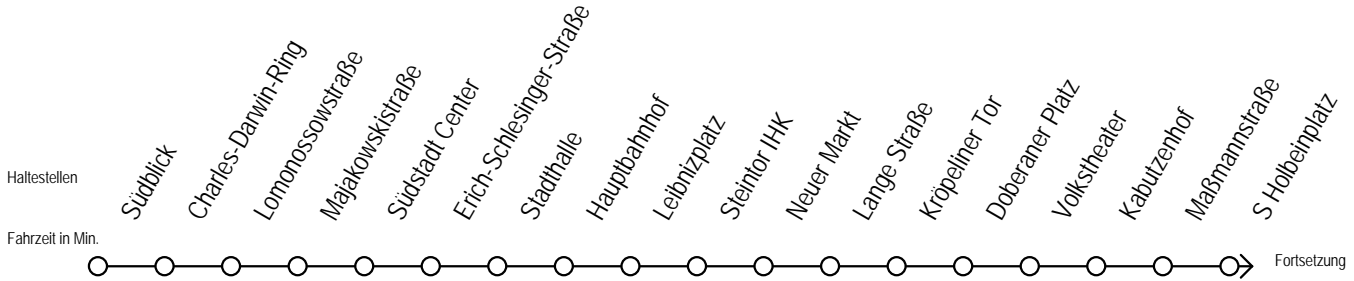 Haltestellen
Südblick
Charles-Darwin-Ring
Lomonossowstraße
Majakowskistraße
Südstadt Center
Erich-Schlesinger-Straße
Stadthalle
Hauptbahnhof
Leibnizplatz
Steintor IHK
Neuer Markt
Lange Straße
Kröpeliner Tor
Doberaner Platz
Volkstheater
Kabutzenhof
Maßmannstraße
S Holbeinplatz
Fahrzeit in Min.
Fortsetzung